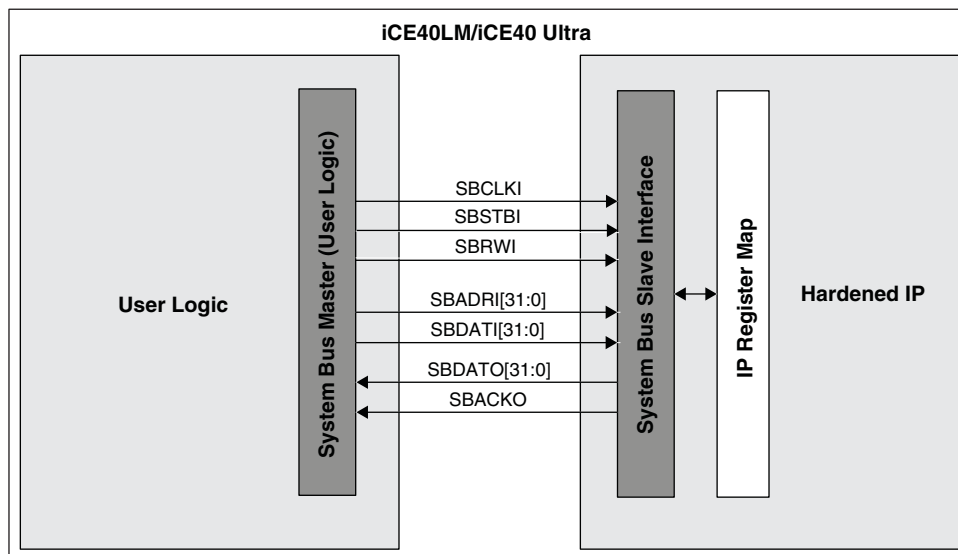 iCE40LM/iCE40 Ultra
User Logic
System Bus Master (User Logic)
SBCLKI
SBSTBI
SBRWI
SBADRI[31:0]
SBDATI[31:0]
SBDATO[31:0]
SBACKO
System Bus Slave Interface
IP Register Map
Hardened IP